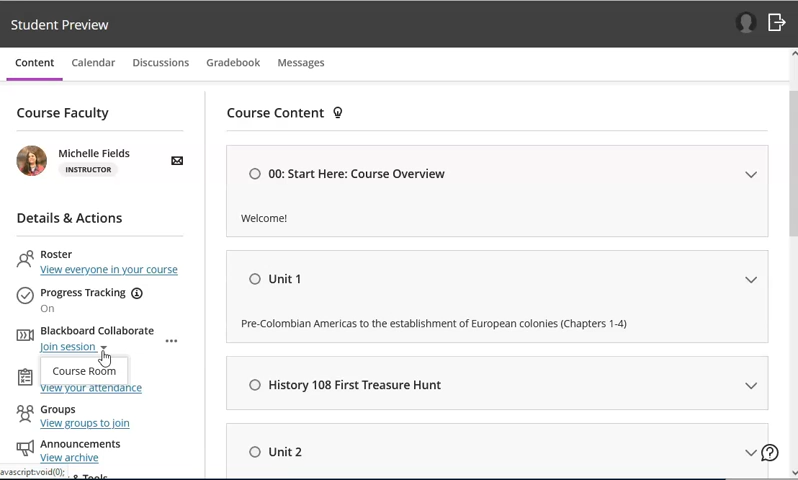 Student Preview
Content Calendar Discussions Gradebook Messages
Course Faculty
Michelle Fields
INSTRUCTOR
Details & Actions
Roster
View everyone in your course
Progress Tracking
On
Blackboard Collaborate
Join session
Course Room
View your attendance
Groups
View groups to join
Announcements
View archive
& Tools
avascript:void(0);
Course Content
00: Start Here: Course Overview
Welcome!
Unit 1
Pre-Colombian Americas to the establishment of European colonies (Chapters 1-4)
History 108 First Treasure Hunt
Unit 2